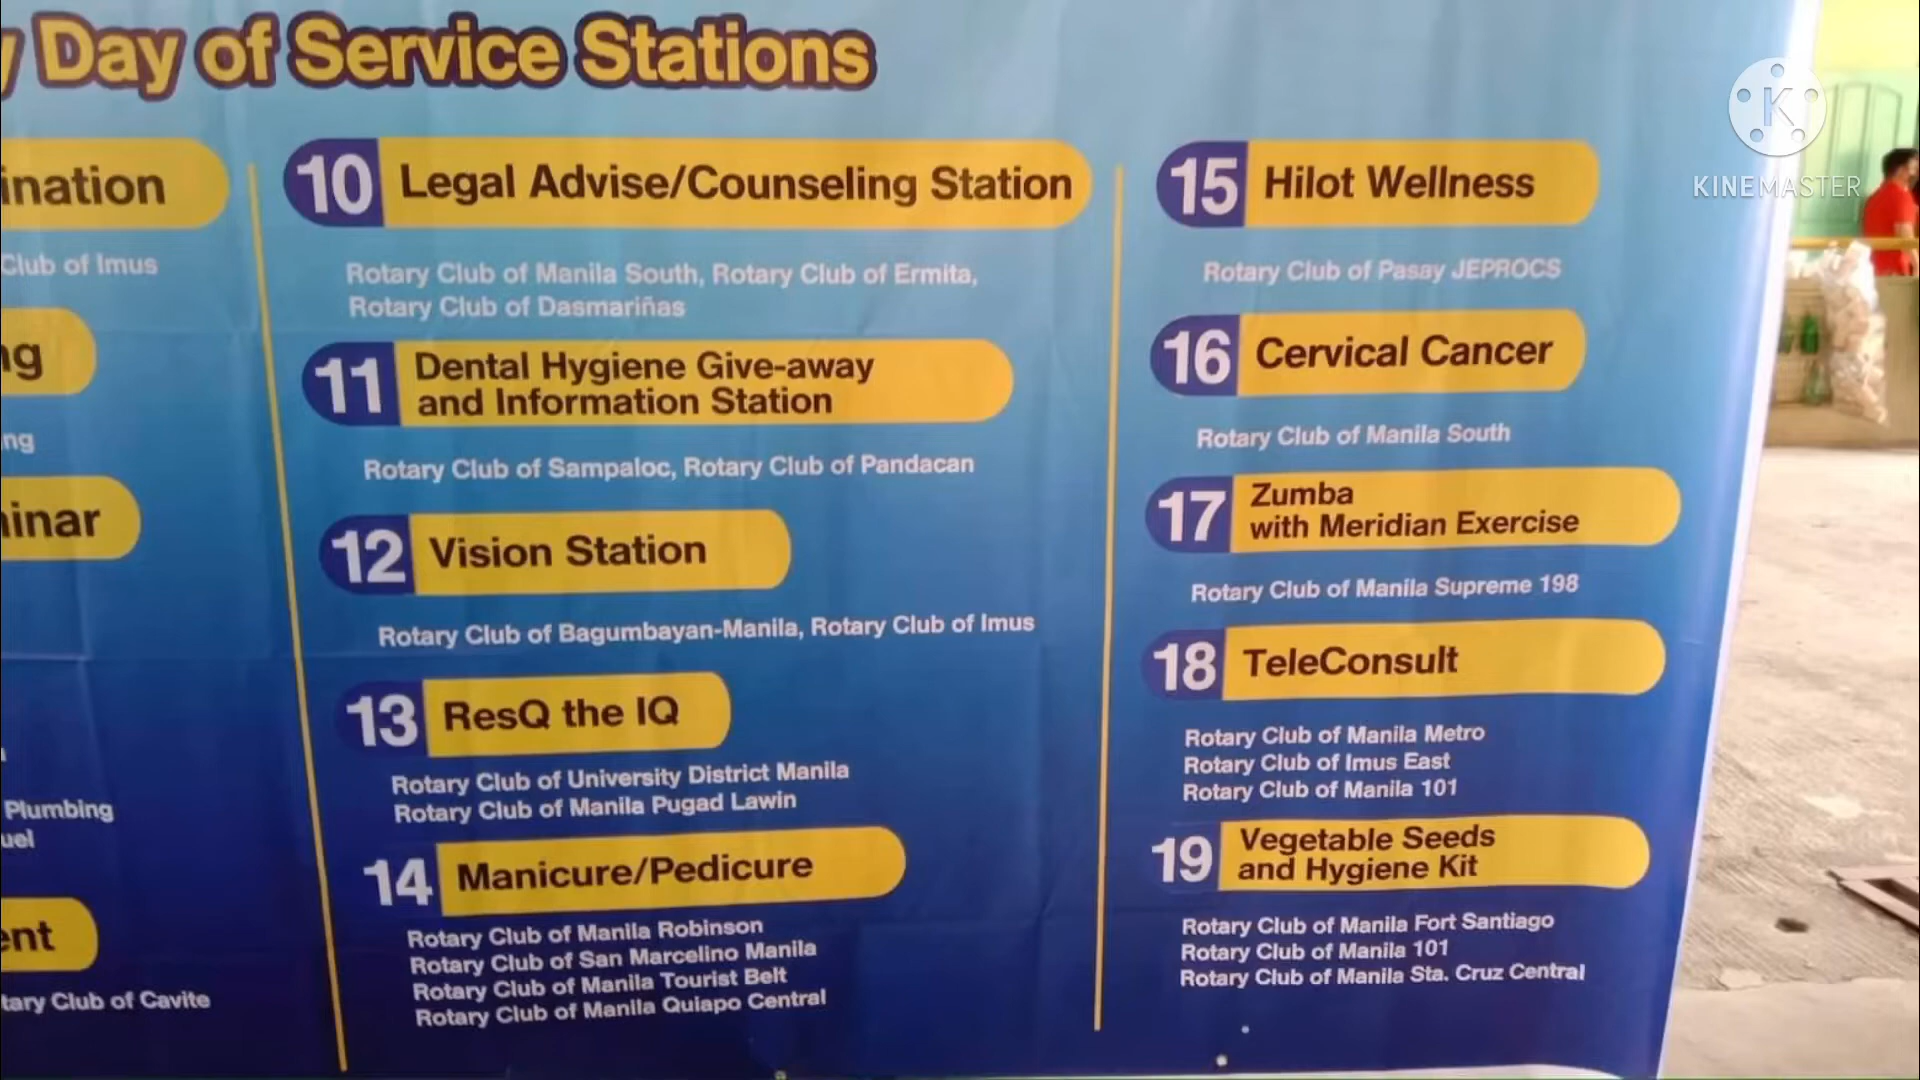 Day of Service Stations
ination
Club of Imus
ng
ng
inar
Plumbing
uel
ent
tary Club of Cavite
10 Legal Advise/Counseling Station
Rotary Club of Manila South, Rotary Club of Ermita,
Rotary Club of Dasmariñas
11 Dental Hygiene Give-away
and Information Station
Rotary Club of Sampaloc, Rotary Club of Pandacan
12 Vision Station
Rotary Club of Bagumbayan-Manila, Rotary Club of Imus
13 ResQ the IQ
Rotary Club of University District Manila
Rotary Club of Manila Pugad Lawin
14 Manicure/Pedicure
Rotary Club of Manila Robinson
Rotary Club of San Marcelino Manila
Rotary Club of Manila Tourist Belt
Rotary Club of Manila Quiapo Central
15 Hilot Wellness
Rotary Club of Pasay JEPROCS
16 Cervical Cancer
Rotary Club of Manila South
17 Zumba
with Meridian Exercise
Rotary Club of Manila Supreme 198
18 TeleConsult
Rotary Club of Manila Metro
Rotary Club of Imus East
Rotary Club of Manila 101
19 Vegetable Seeds
and Hygiene Kit
Rotary Club of Manila Fort Santiago
Rotary Club of Manila 101
Rotary Club of Manila Sta. Cruz Central
K
KINEMASTER